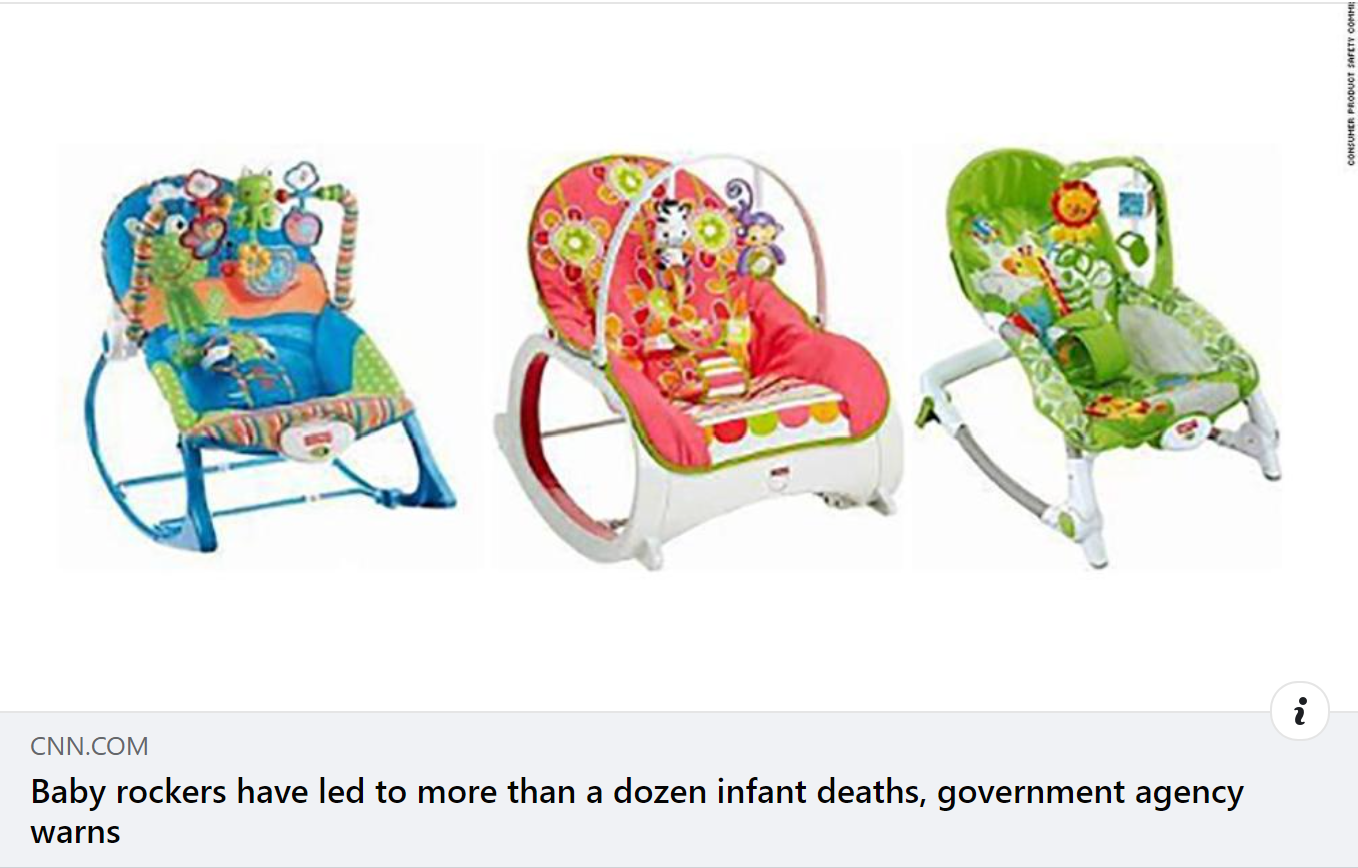 CONSUMER PRODUCT SAFETY COMMI
CNN.COM
Baby rockers have led to more than a dozen infant deaths, government agency
warns